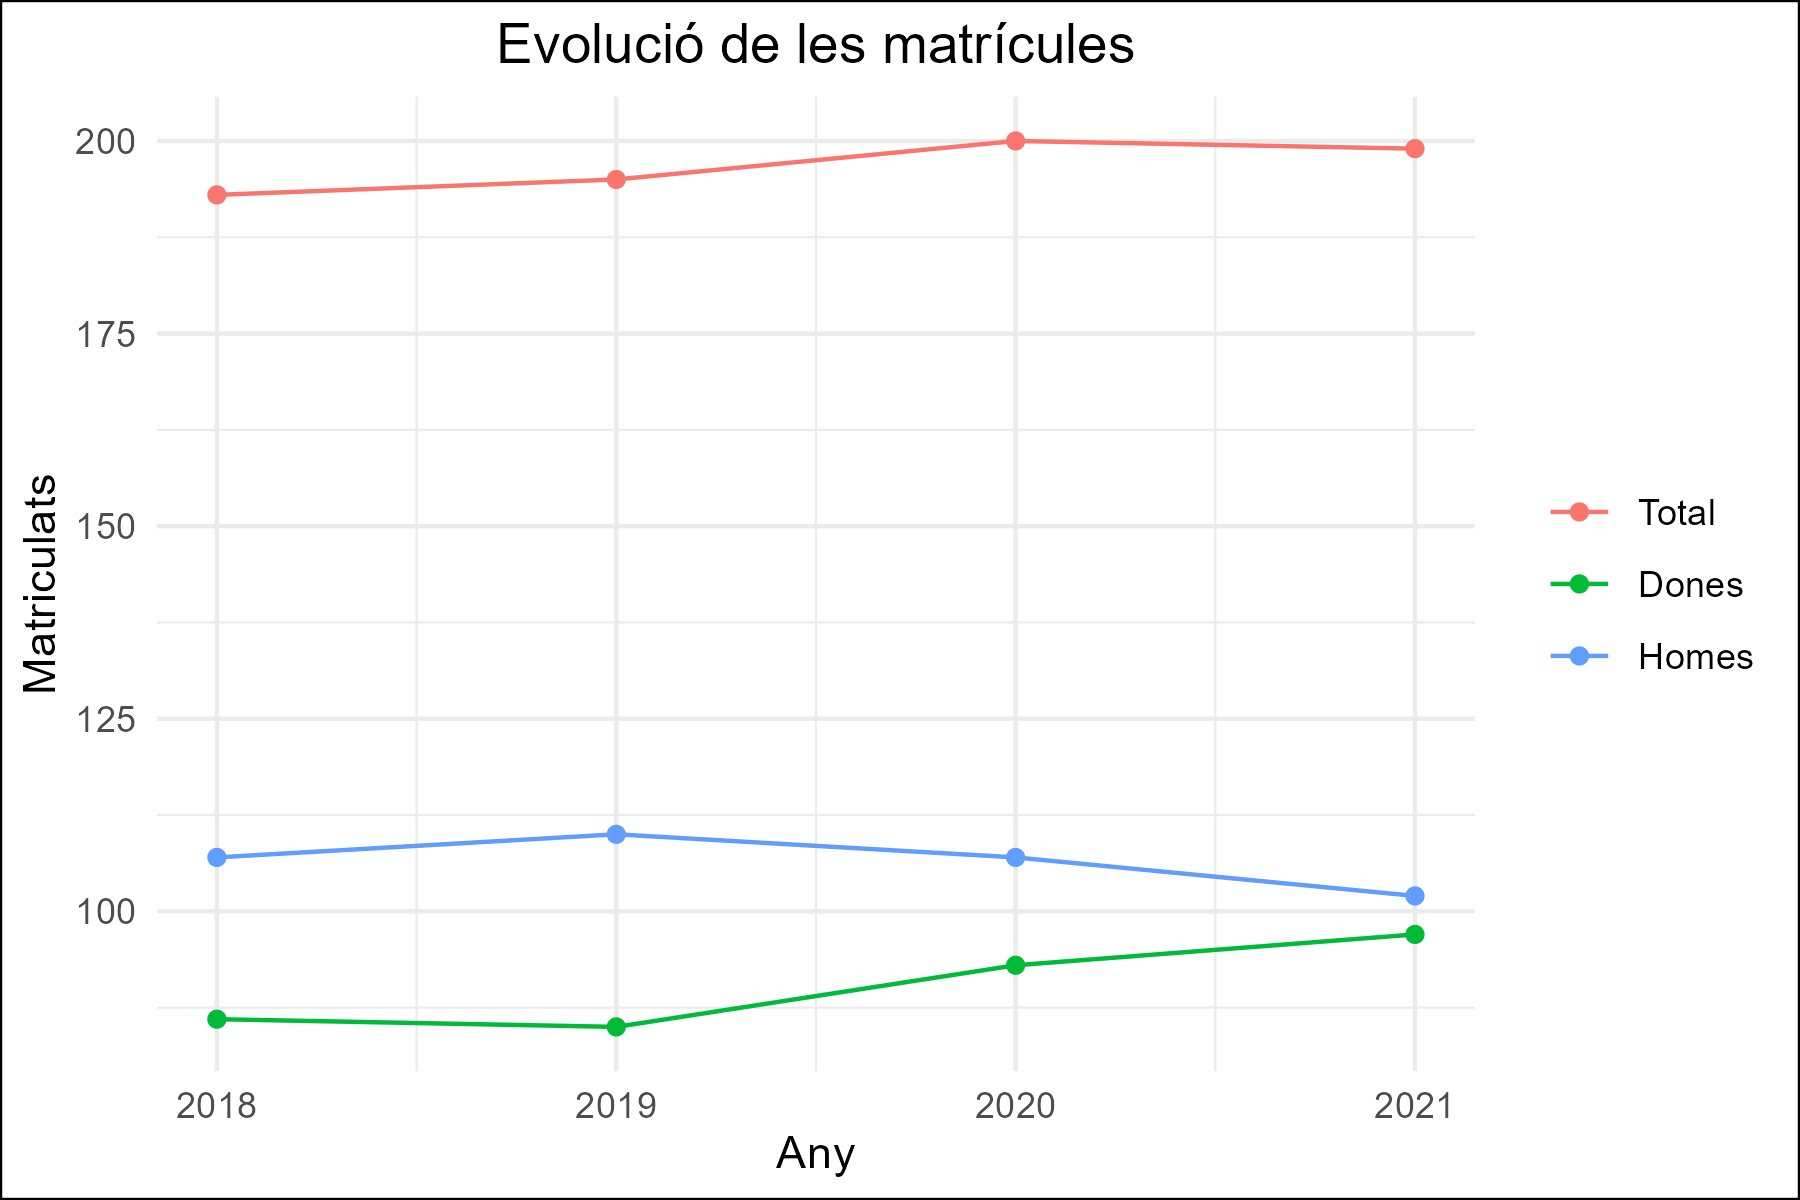 Evolució de les matrícules
200
175
150
125
100
Matriculats
2018
2019
2020
2021
Any
Total
Dones
Homes